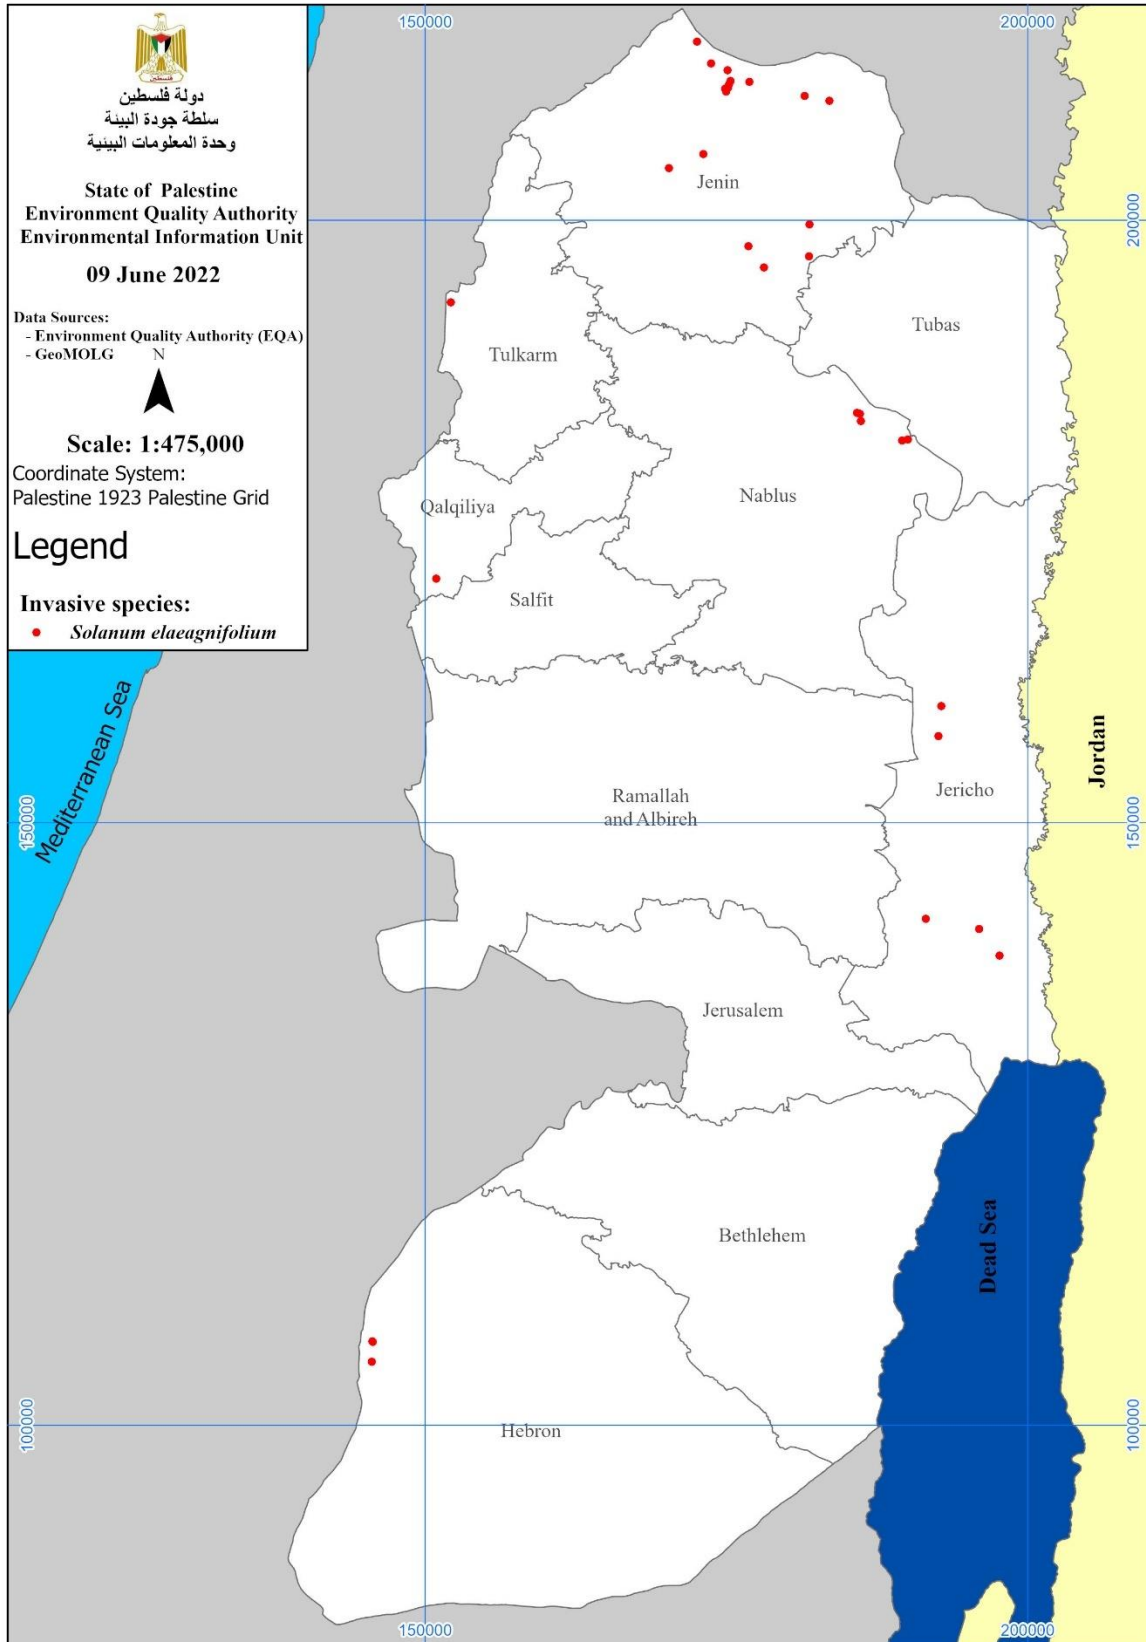 فلسطين
دولة فلسطين
سلطة جودة البيئة
وحدة المعلومات البيئية
State of Palestine
Environment Quality Authority
Environmental Information Unit
09 June 2022
Data Sources:
- Environment Quality Authority (EQA)
- GeoMOLG
N
Scale: 1:475,000
Coordinate System:
Palestine 1923 Palestine Grid
Legend
Invasive species:
Solanum elaeagnifolium
150000
200000
Jenin
200000
Tubas
Tulkarm
Nablus
Qalqiliya
Salfit
Mediterranean Sea
Jordan
Jericho
Ramallah
and Albireh
150000
150000
Jerusalem
Bethlehem
Dead Sea
100000
Hebron
100000
150000
200000